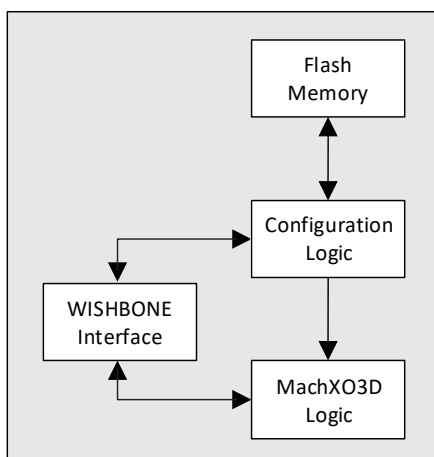 Flash
Memory
Configuration
Logic
WISHBONE
Interface
MachXO3D
Logic